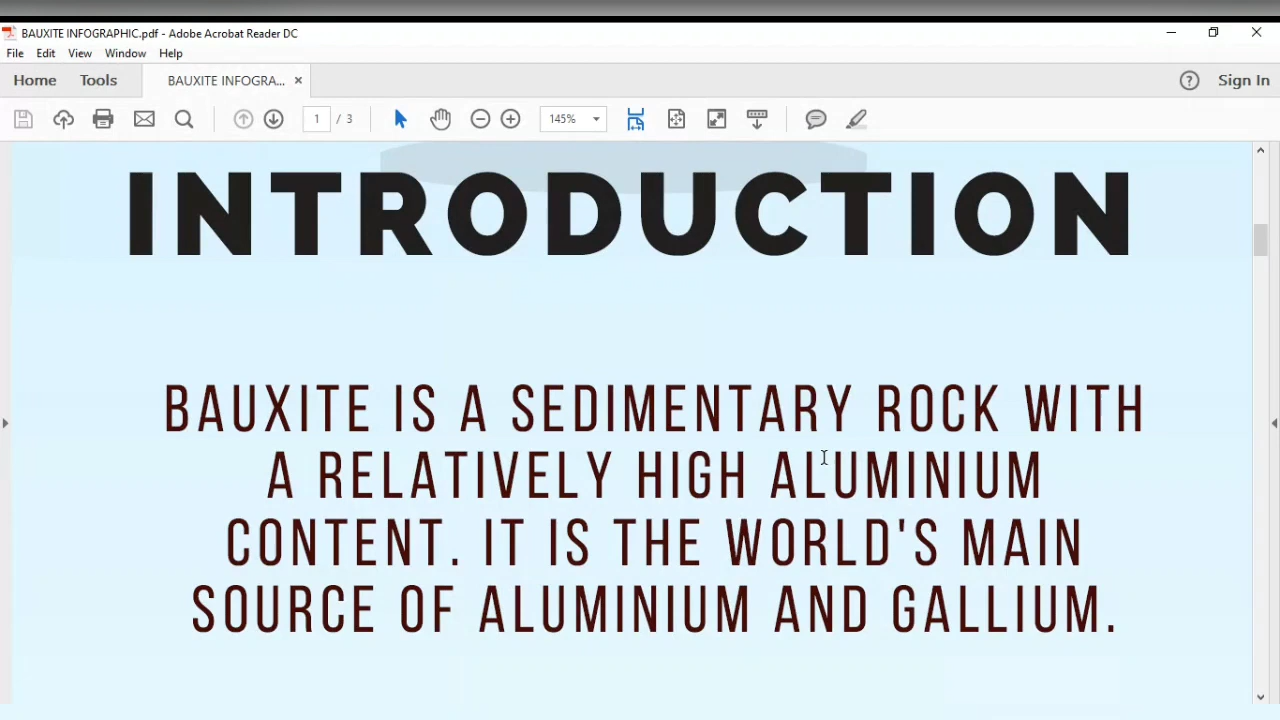 BAUXITE INFOGRAPHIC.pdf - Adobe Acrobat Reader DC
File Edit View Window Help
Home Tools BAUXITE INFOGRA... Sign In
1 / 3 145%
INTRODUCTION
BAUXITE IS A SEDIMENTARY ROCK WITH
A RELATIVELY HIGH ALUMINIUM
CONTENT. IT IS THE WORLD'S MAIN
SOURCE OF ALUMINIUM AND GALLIUM.